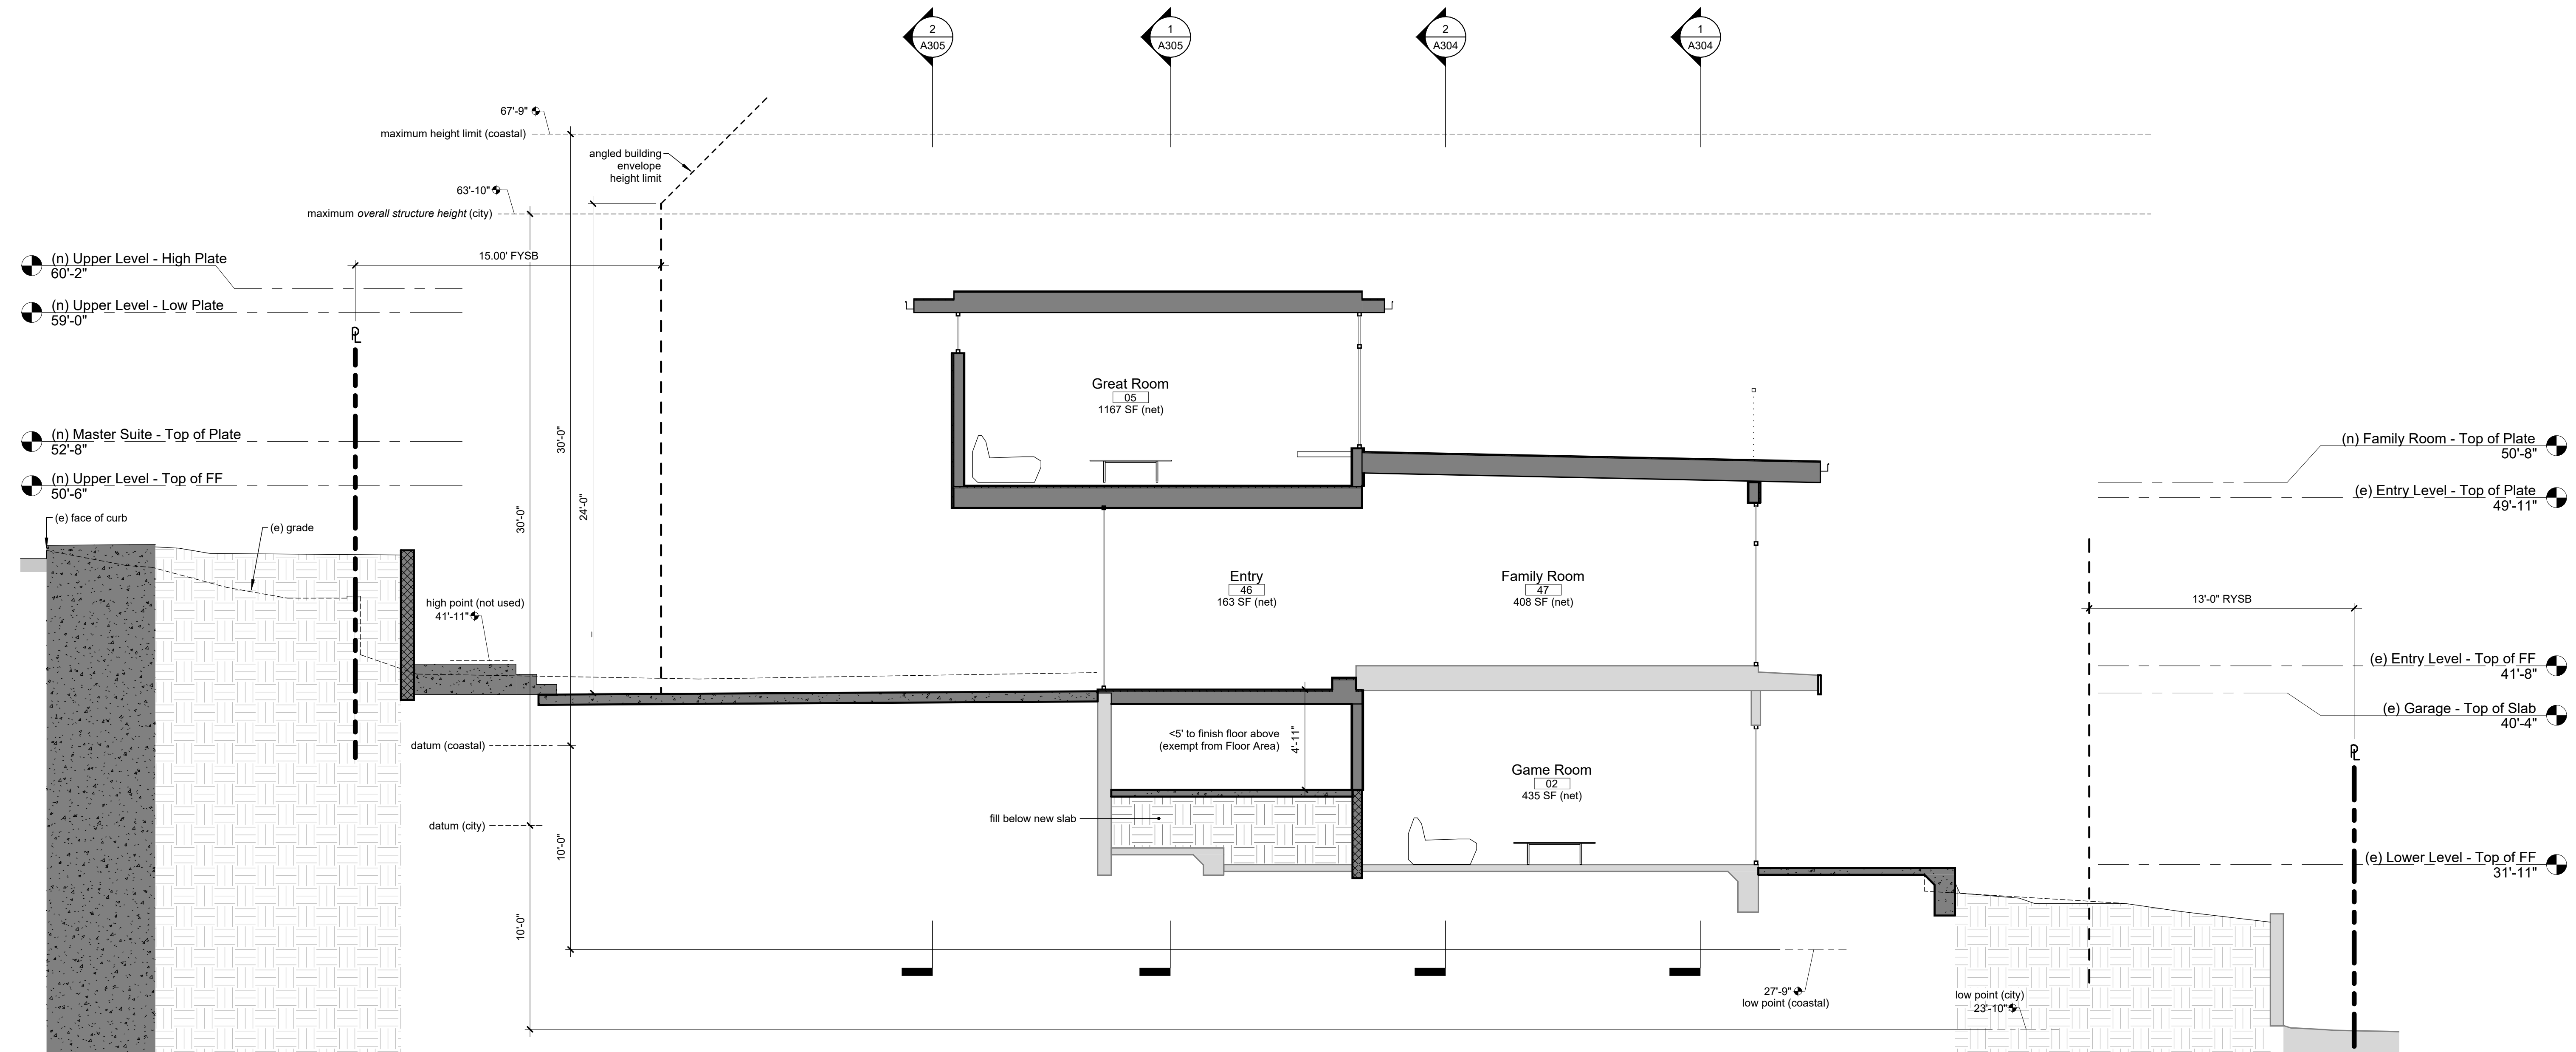 2
A305
1
A305
2
A304
1
A304
67'-9"
maximum height limit (coastal)
angled building
envelope
height limit
63'-10"
maximum overall structure height (city)
15.00' FYSB
(n) Upper Level - High Plate
60'-2"
(n) Upper Level - Low Plate
59'-0"
PL
(n) Master Suite - Top of Plate
52'-8"
(n) Upper Level - Top of FF
50'-6"
(e) face of curb
(e) grade
high point (not used)
41'-11"
30'-0"
30'-0"
24'-0"
Great Room
05
1167 SF (net)
Entry
46
163 SF (net)
Family Room
47
408 SF (net)
(n) Family Room - Top of Plate
50'-8"
(e) Entry Level - Top of Plate
49'-11"
13'-0" RYSB
(e) Entry Level - Top of FF
41'-8"
(e) Garage - Top of Slab
40'-4"
PL
datum (coastal)
<5' to finish floor above
(exempt from Floor Area)
4'-11"
Game Room
02
435 SF (net)
datum (city)
fill below new slab
10'-0"
10'-0"
(e) Lower Level - Top of FF
31'-11"
27'-9"
low point (coastal)
low point (city)
23'-10"